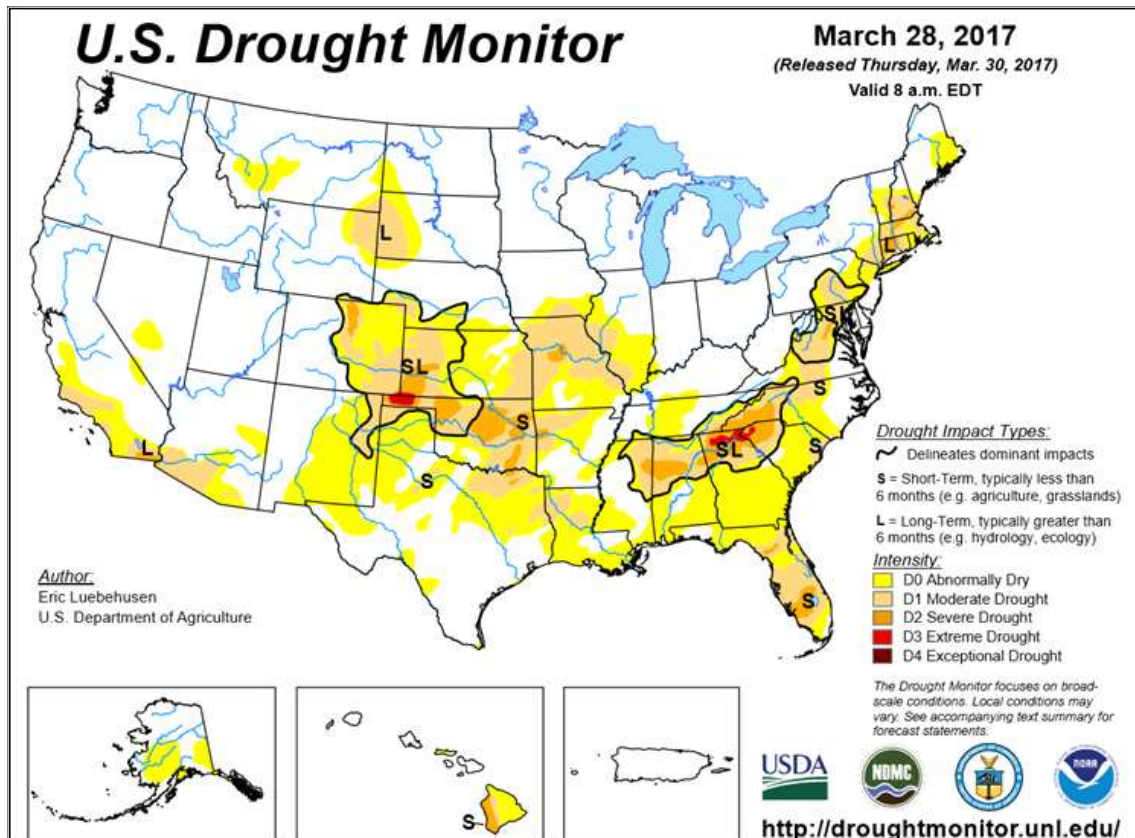 U.S. Drought Monitor
March 28, 2017
(Released Thursday, Mar. 30, 2017)
Valid 8 a.m. EDT
L
L
SL
SL
S
S
L
S
SL
S
S
S
Drought Impact Types:
Delineates dominant impacts
S = Short-Term, typically less than
6 months (e.g. agriculture, grasslands)
L = Long-Term, typically greater than
6 months (e.g. hydrology, ecology)
Intensity:
D0 Abnormally Dry
D1 Moderate Drought
D2 Severe Drought
D3 Extreme Drought
D4 Exceptional Drought
Author:
Eric Luebehusen
U.S. Department of Agriculture
The Drought Monitor focuses on broad-
scale conditions. Local conditions may
vary. See accompanying text summary for
forecast statements.
S
USDA
NDMC
NOAA
http://droughtmonitor.unl.edu/